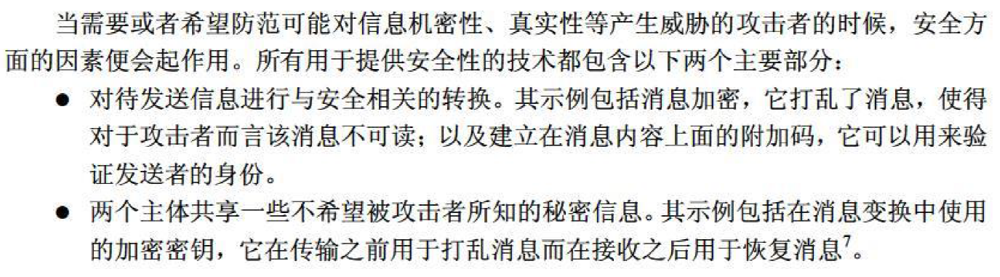 当需要或者希望防范可能对信息机密性、真实性等产生威胁的攻击者的时候，安全方
面的因素便会起作用。所有用于提供安全性的技术都包含以下两个主要部分：
● 对待发送信息进行与安全相关的转换。其示例包括消息加密，它打乱了消息，使得
对于攻击者而言该消息不可读；以及建立在消息内容上面的附加码，它可以用来验
证发送者的身份。
● 两个主体共享一些不希望被攻击者所知的秘密信息。其示例包括在消息变换中使用
的加密密钥，它在传输之前用于打乱消息而在接收之后用于恢复消息⁷。